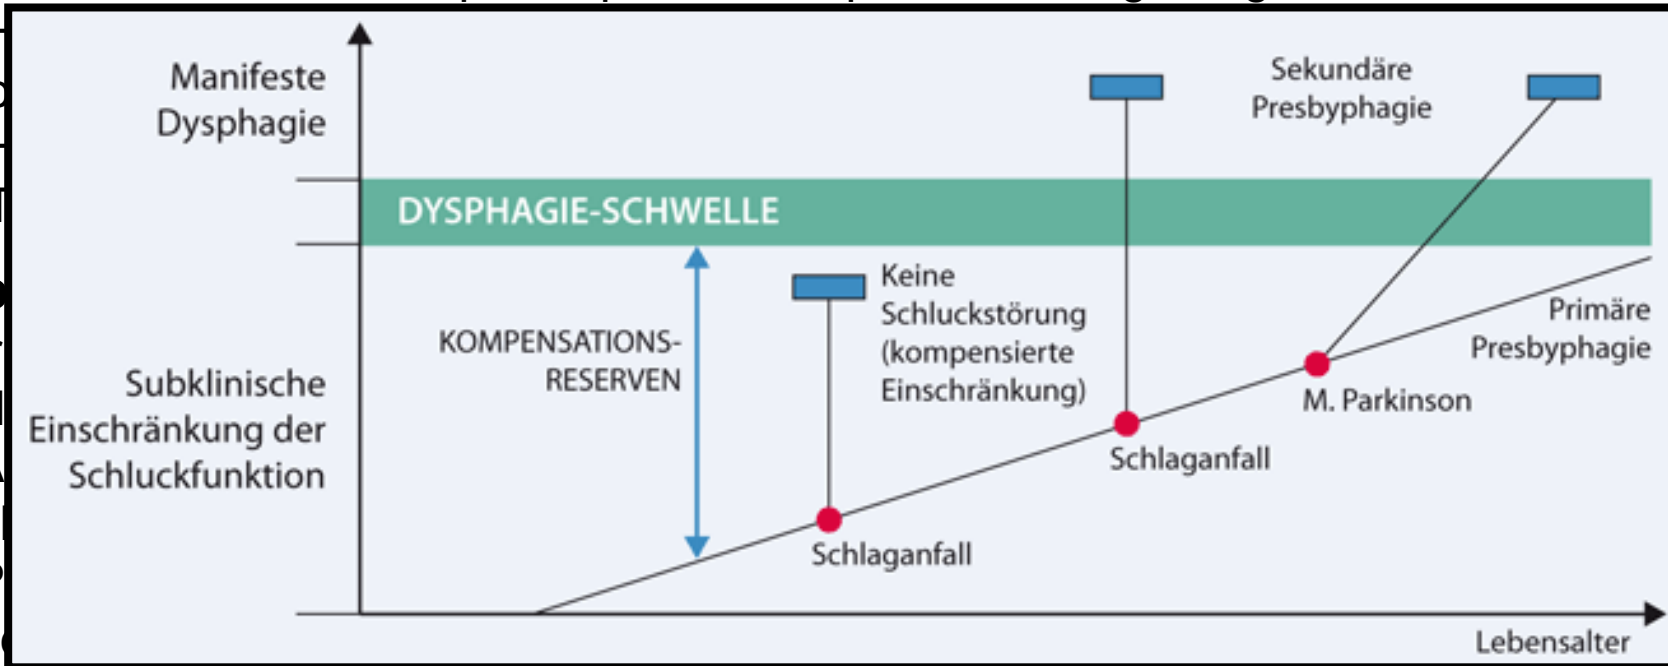 Manifeste
Dysphagie
Sekundäre
Presbyphagie
DYSPHAGIE-SCHWELLE
Keine
Schluckstörung
(kompensierte
Einschränkung)
KOMPENSATIONS-
RESERVEN
Primäre
Presbyphagie
Subklinische
Einschränkung der
Schluckfunktion
M. Parkinson
Schlaganfall
Schlaganfall
Lebensalter